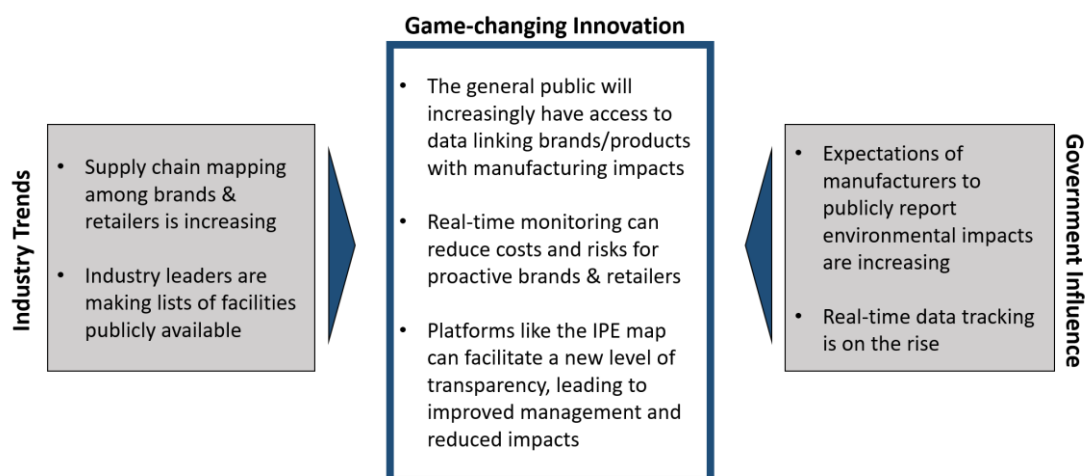 Game-changing Innovation
Industry Trends
• Supply chain mapping
among brands &
retailers is increasing
• Industry leaders are
making lists of facilities
publicly available
• The general public will
increasingly have access to
data linking brands/products
with manufacturing impacts
• Real-time monitoring can
reduce costs and risks for
proactive brands & retailers
• Platforms like the IPE map
can facilitate a new level of
transparency, leading to
improved management and
reduced impacts
• Expectations of
manufacturers to
publicly report
environmental impacts
are increasing
• Real-time data tracking
is on the rise
Government Influence